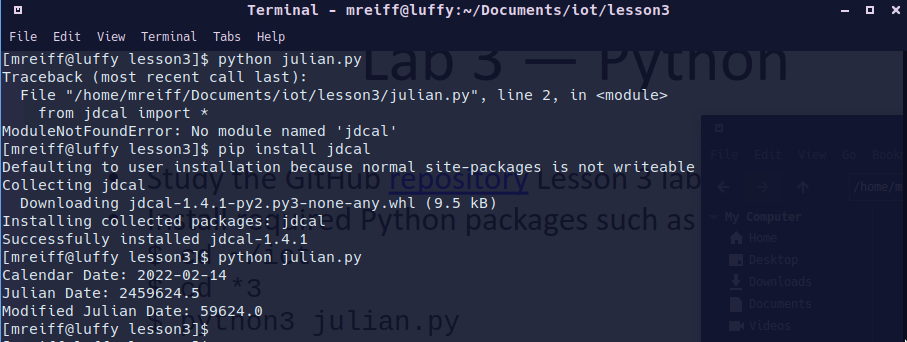 Terminal - mreiff@luffy:~/Documents/iot/lesson3
File Edit View Terminal Tabs Help
[mreiff@luffy lesson3]$ python julian.py
Traceback (most recent call last):
  File "/home/mreiff/Documents/iot/lesson3/julian.py", line 2, in <module>
    from jdcal import *
ModuleNotFoundError: No module named 'jdcal'
[mreiff@luffy lesson3]$ pip install jdcal
Defaulting to user installation because normal site-packages is not writeable
Collecting jdcal
  Downloading jdcal-1.4.1-py2.py3-none-any.whl (9.5 kB)
Installing collected packages: jdcal
Successfully installed jdcal-1.4.1
[mreiff@luffy lesson3]$ python julian.py
Calendar Date: 2022-02-14
Julian Date: 2459624.5
Modified Julian Date: 59624.0
[mreiff@luffy lesson3]$
Lab 3 — Python
Study the GitHub repository Lesson 3 lab
Install required Python packages such as
$ cd *3
$ python3 julian.py
File Edit View Go
/home/m
My Computer
Home
Desktop
Downloads
Documents
Videos